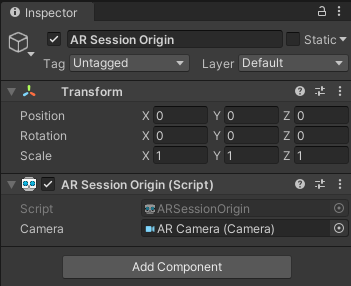 Inspector
AR Session Origin Static
Tag Untagged Layer Default
Transform
Position X 0 Y 0 Z 0
Rotation X 0 Y 0 Z 0
Scale X 1 Y 1 Z 1
AR Session Origin (Script)
Script ARSessionOrigin
Camera AR Camera (Camera)
Add Component